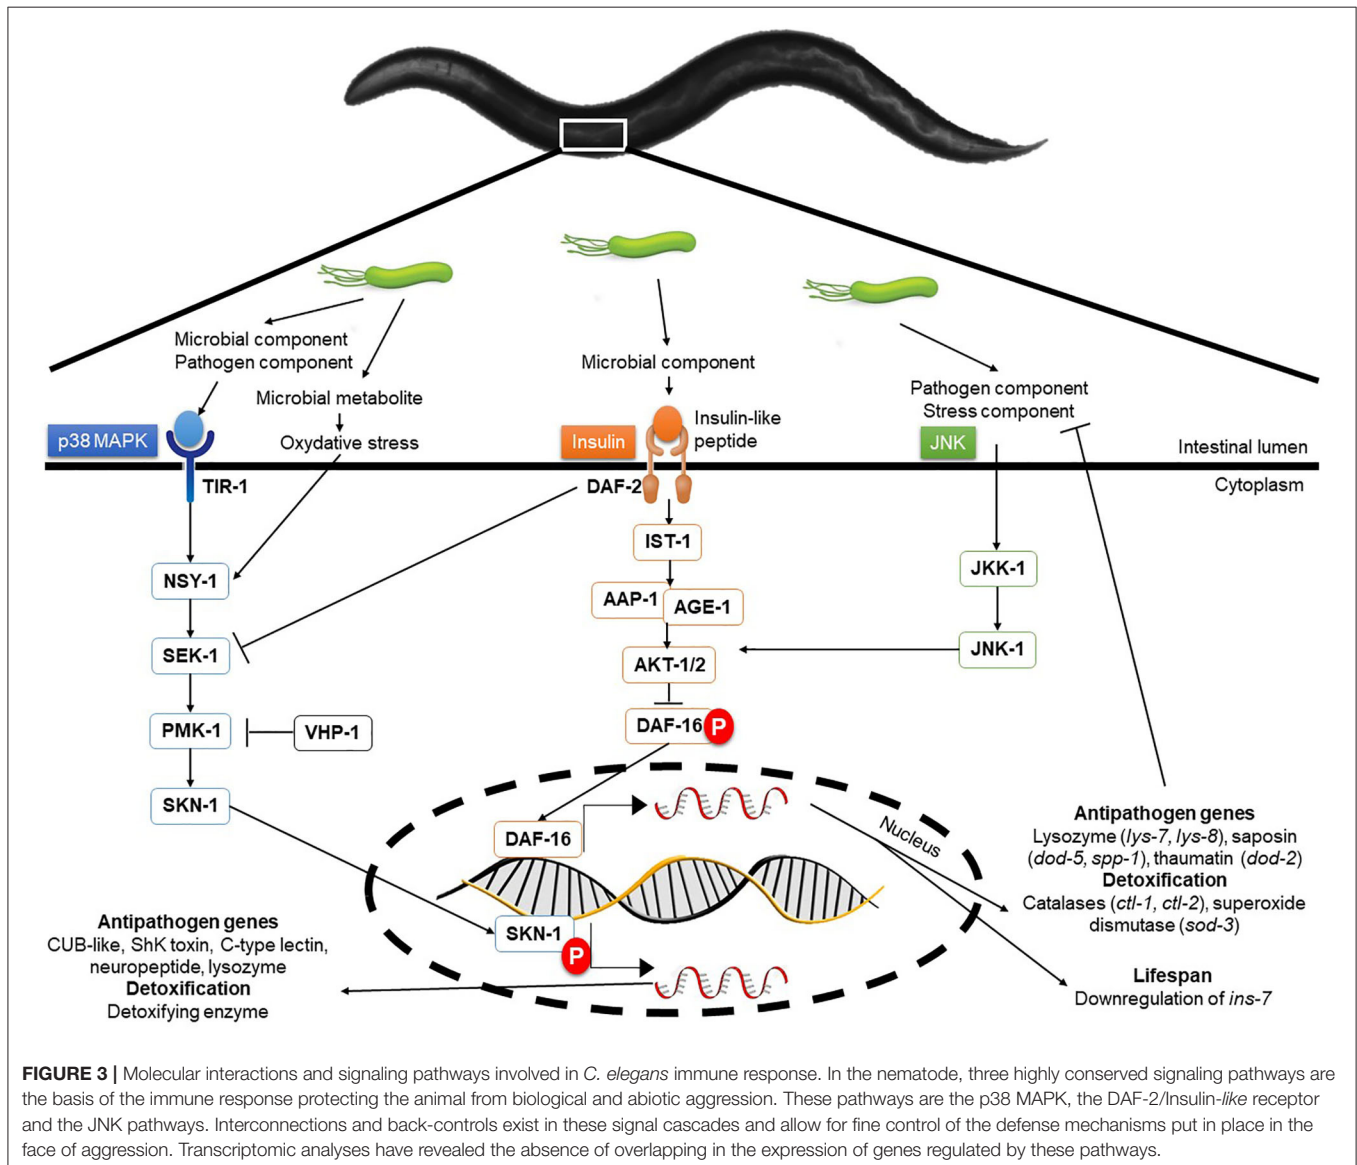 Microbial component
Pathogen component
Microbial metabolite
Oxydative stress
p38 MAPK
TIR-1
Microbial component
Insulin-like
peptide
Insulin
DAF-2
Pathogen component
Stress component
JNK
Intestinal lumen
Cytoplasm
NSY-1
SEK-1
PMK-1
VHP-1
SKN-1
IST-1
AAP-1
AGE-1
AKT-1/2
DAF-16
P
JKK-1
JNK-1
DAF-16
Nucleus
SKN-1
P
Antipathogen genes
CUB-like, ShK toxin, C-type lectin,
neuropeptide, lysozyme
Detoxification
Detoxifying enzyme
Antipathogen genes
Lysozyme (lys-7, lys-8), saposin
(dod-5, spp-1), thaumatin (dod-2)
Detoxification
Catalases (ctl-1, ctl-2), superoxide
dismutase (sod-3)
Lifespan
Downregulation of ins-7
FIGURE 3 | Molecular interactions and signaling pathways involved in C. elegans immune response. In the nematode, three highly conserved signaling pathways are
the basis of the immune response protecting the animal from biological and abiotic aggression. These pathways are the p38 MAPK, the DAF-2/Insulin-like receptor
and the JNK pathways. Interconnections and back-controls exist in these signal cascades and allow for fine control of the defense mechanisms put in place in the
face of aggression. Transcriptomic analyses have revealed the absence of overlapping in the expression of genes regulated by these pathways.